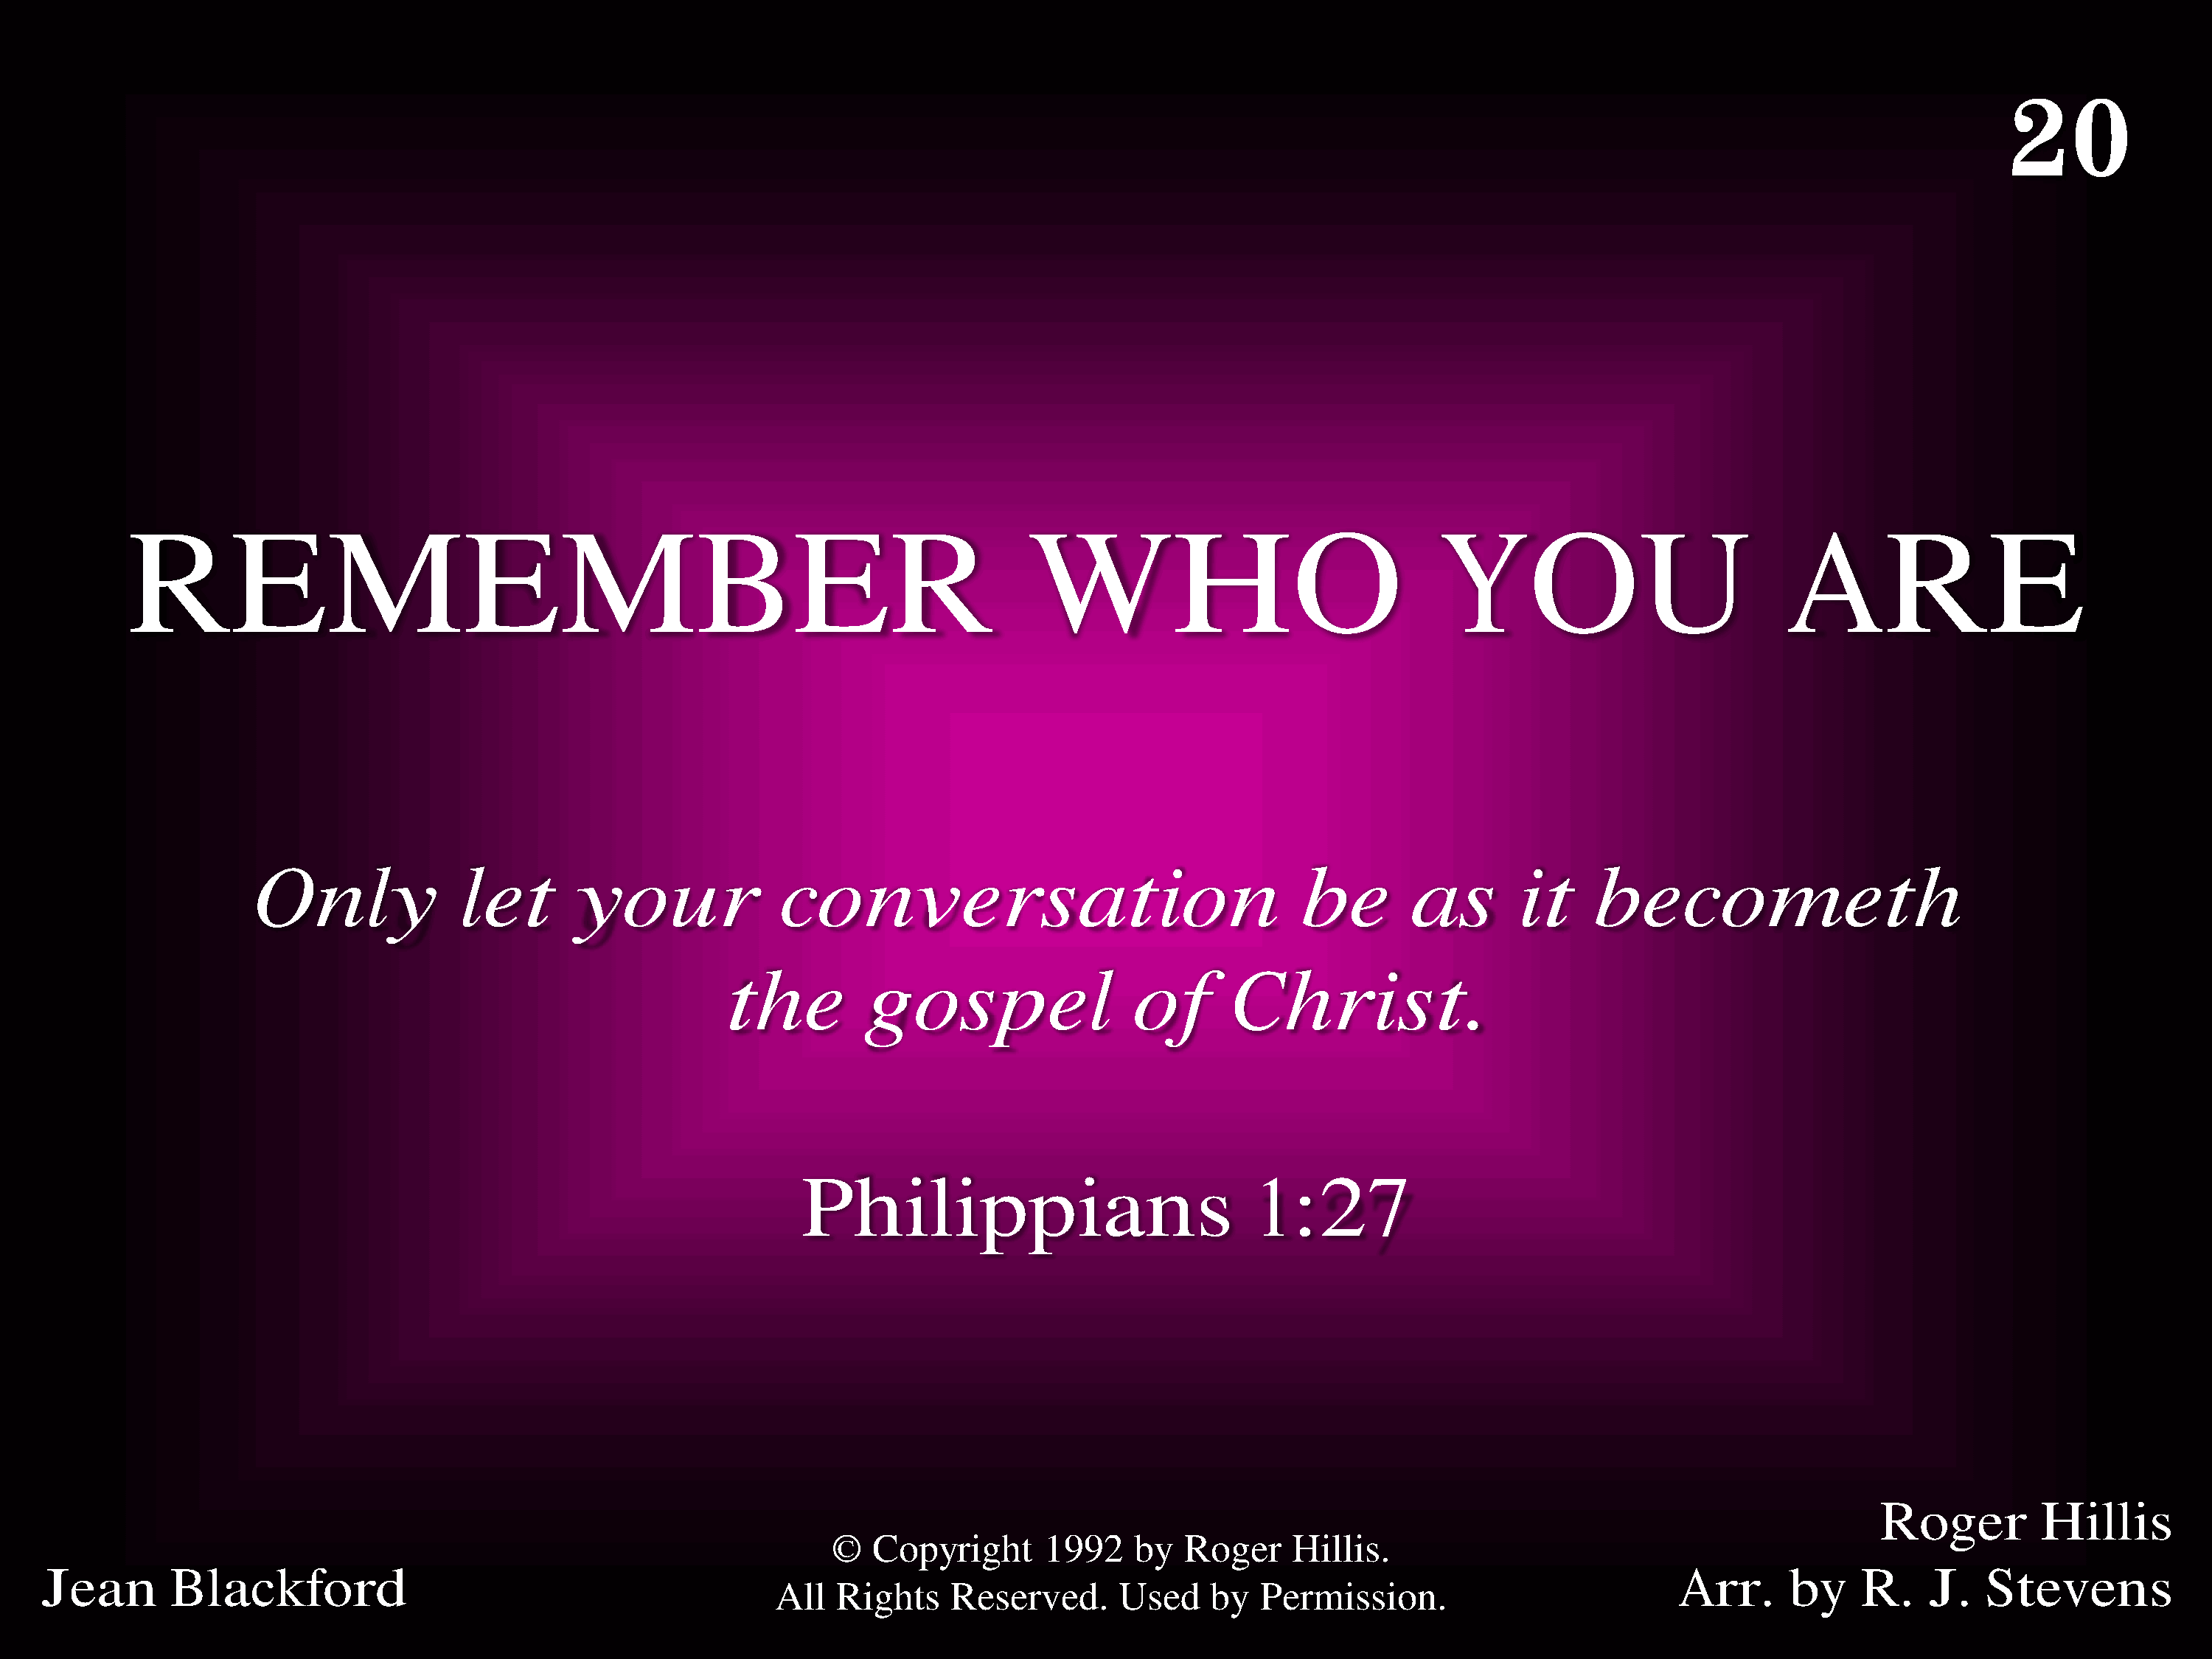 20
REMEMBER WHO YOU ARE
Only let your conversation be as it becometh
the gospel of Christ.
Philippians 1:27
Jean Blackford
© Copyright 1992 by Roger Hillis.
All Rights Reserved. Used by Permission.
Roger Hillis
Arr. by R. J. Stevens